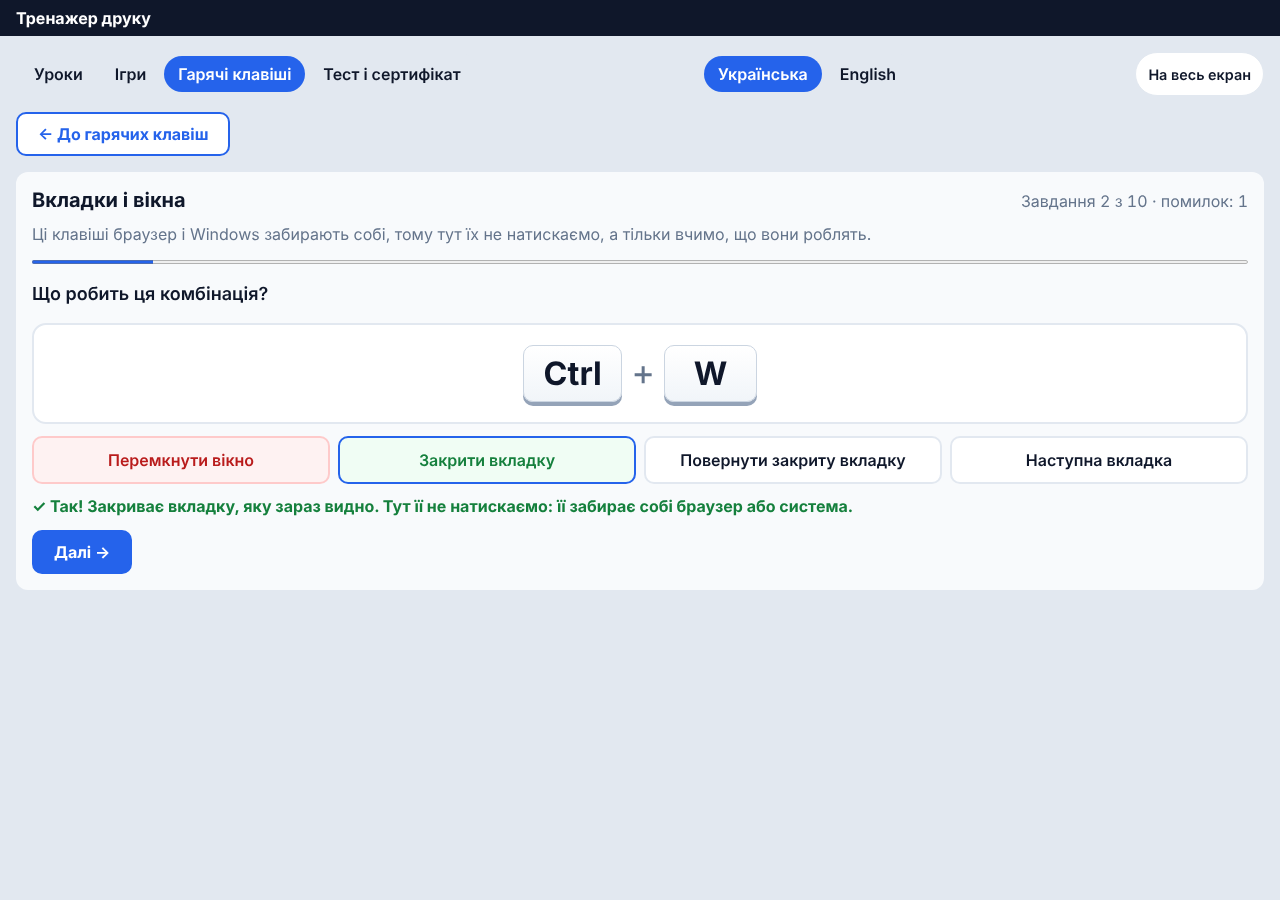 Тренажер друку
Уроки Ігри Гарячі клавіші Тест і сертифікат Українська English На весь екран
← До гарячих клавіш
Вкладки і вікна Завдання 2 з 10 · помилок: 1
Ці клавіші браузер і Windows забирають собі, тому тут їх не натискаємо, а тільки вчимо, що вони роблять.
Що робить ця комбінація?
Ctrl + W
Перемкнути вікно Закрити вкладку Повернути закриту вкладку Наступна вкладка
✓ Так! Закриває вкладку, яку зараз видно. Тут її не натискаємо: її забирає собі браузер або система.
Далі →